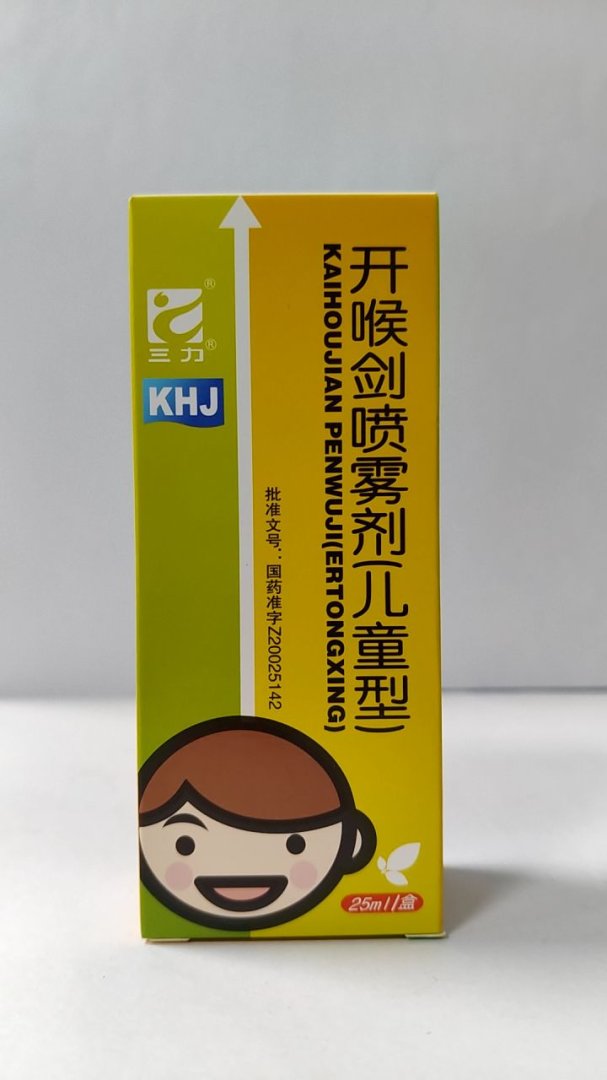 ®
三力®
KHJ
开喉剑喷雾剂(儿童型)
KAIHOUJIAN PENWUJI(ERTONGXING)
批准文号：国药准字Z20025142
25ml/盒